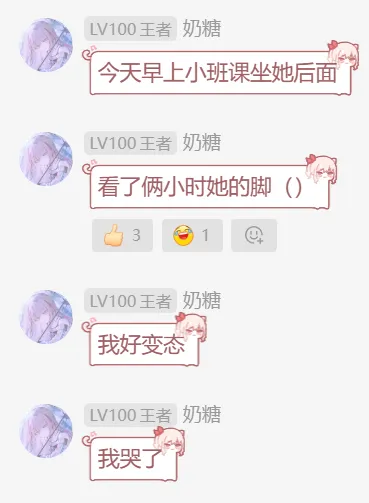 LV100 王者 奶糖
今天早上小班课坐她后面
LV100 王者 奶糖
看了俩小时她的脚（）
3 1
LV100 王者 奶糖
我好变态
LV100 王者 奶糖
我哭了